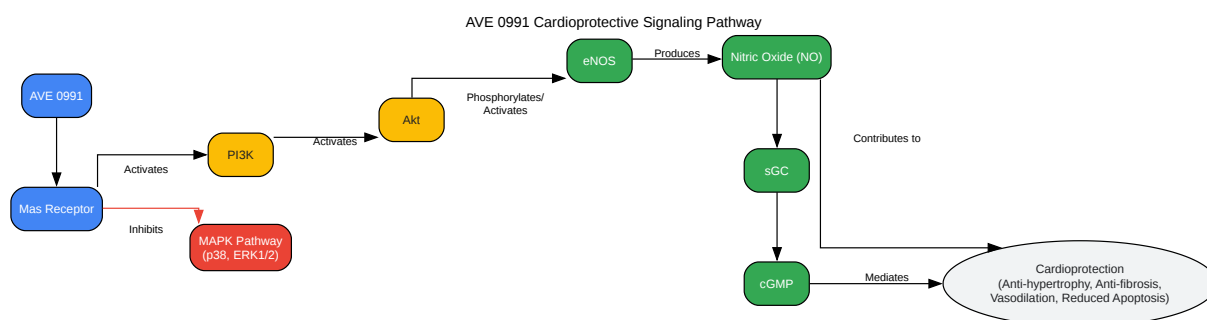 AVE 0991 Cardioprotective Signaling Pathway
AVE 0991
Mas Receptor
Activates
Inhibits
PI3K
MAPK Pathway
(p38, ERK1/2)
Activates
Akt
Phosphorylates/
Activates
eNOS
Produces
Nitric Oxide (NO)
Contributes to
sGC
cGMP
Mediates
Cardioprotection
(Anti-hypertrophy, Anti-fibrosis,
Vasodilation, Reduced Apoptosis)